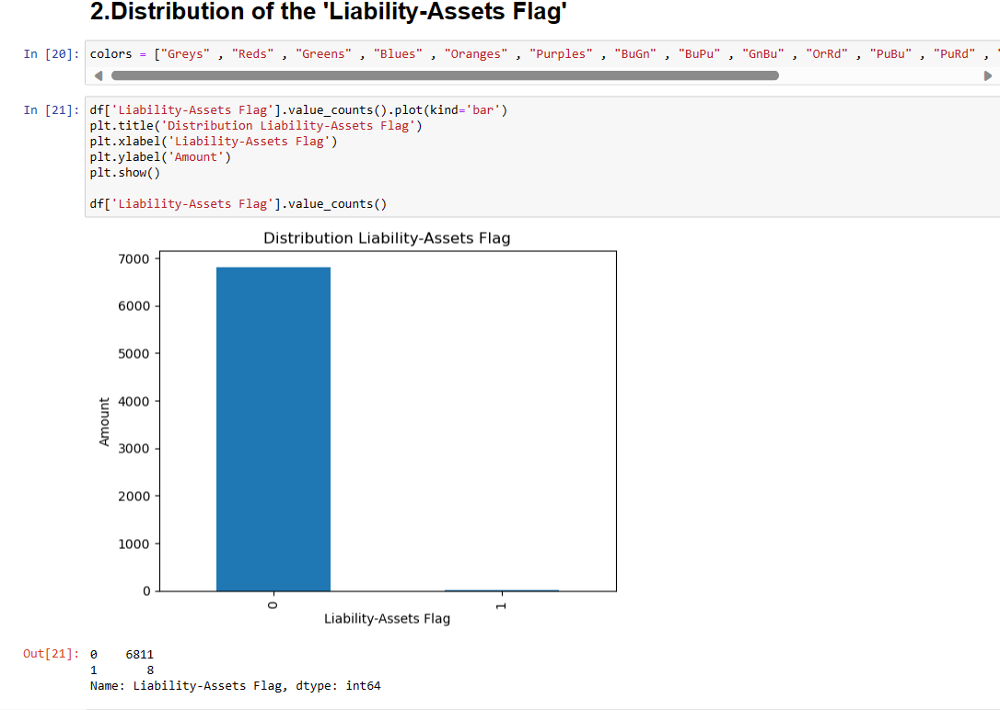 2.Distribution of the 'Liability-Assets Flag'
In [20]: colors = ["Greys" , "Reds" , "Greens" , "Blues" , "Oranges" , "Purples" , "BuGn" , "BuPu" , "GnBu" , "OrRd" , "PuBu" , "PuRd" , "
In [21]: df['Liability-Assets Flag'].value_counts().plot(kind='bar')
plt.title('Distribution Liability-Assets Flag')
plt.xlabel('Liability-Assets Flag')
plt.ylabel('Amount')
plt.show()
df['Liability-Assets Flag'].value_counts()
Distribution Liability-Assets Flag
7000
6000
5000
4000
3000
2000
1000
0
Amount
0 1
Liability-Assets Flag
Out[21]: 0 6811
1 8
Name: Liability-Assets Flag, dtype: int64